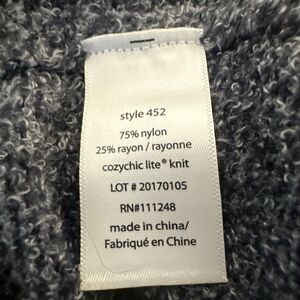 style 452
75% nylon
25% rayon / rayonne
cozychic lite® knit
LOT # 20170105
RN#111248
made in china/
Fabriqué en Chine